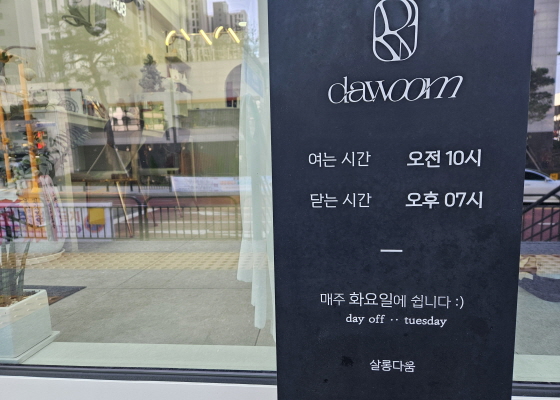 dawoom
여는 시간 오전 10시
닫는 시간 오후 07시
매주 화요일에 쉽니다 :)
day off ·· tuesday
살롱다움